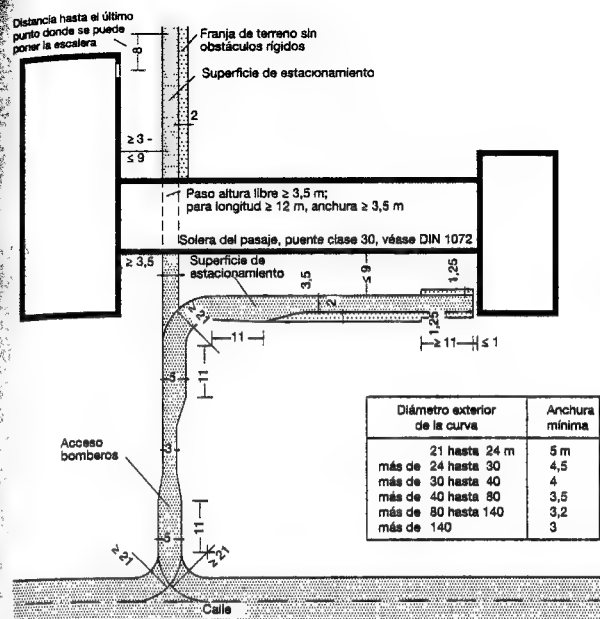 Distancia hasta el último
punto donde se puede
poner la escalera
8
Franja de terreno sin
obstáculos rígidos
Superficie de estacionamiento
2
≥ 3 -
≤ 9
Paso altura libre ≥ 3,5 m;
para longitud ≥ 12 m, anchura ≥ 3,5 m
Solera del pasaje, puente clase 30, véase DIN 1072
≥ 3,5
Superficie de
estacionamiento
3,5
≤ 9
1,25
2
≥ 21
11
1,25
≥ 11
≤ 1
5
11
3
Acceso
bomberos
11
5
≥ 21
≥ 21
Calle
Diámetro exterior
de la curva
Anchura
mínima
21 hasta 24 m 5 m
más de 24 hasta 30 4,5
más de 30 hasta 40 4
más de 40 hasta 80 3,5
más de 80 hasta 140 3,2
más de 140 3